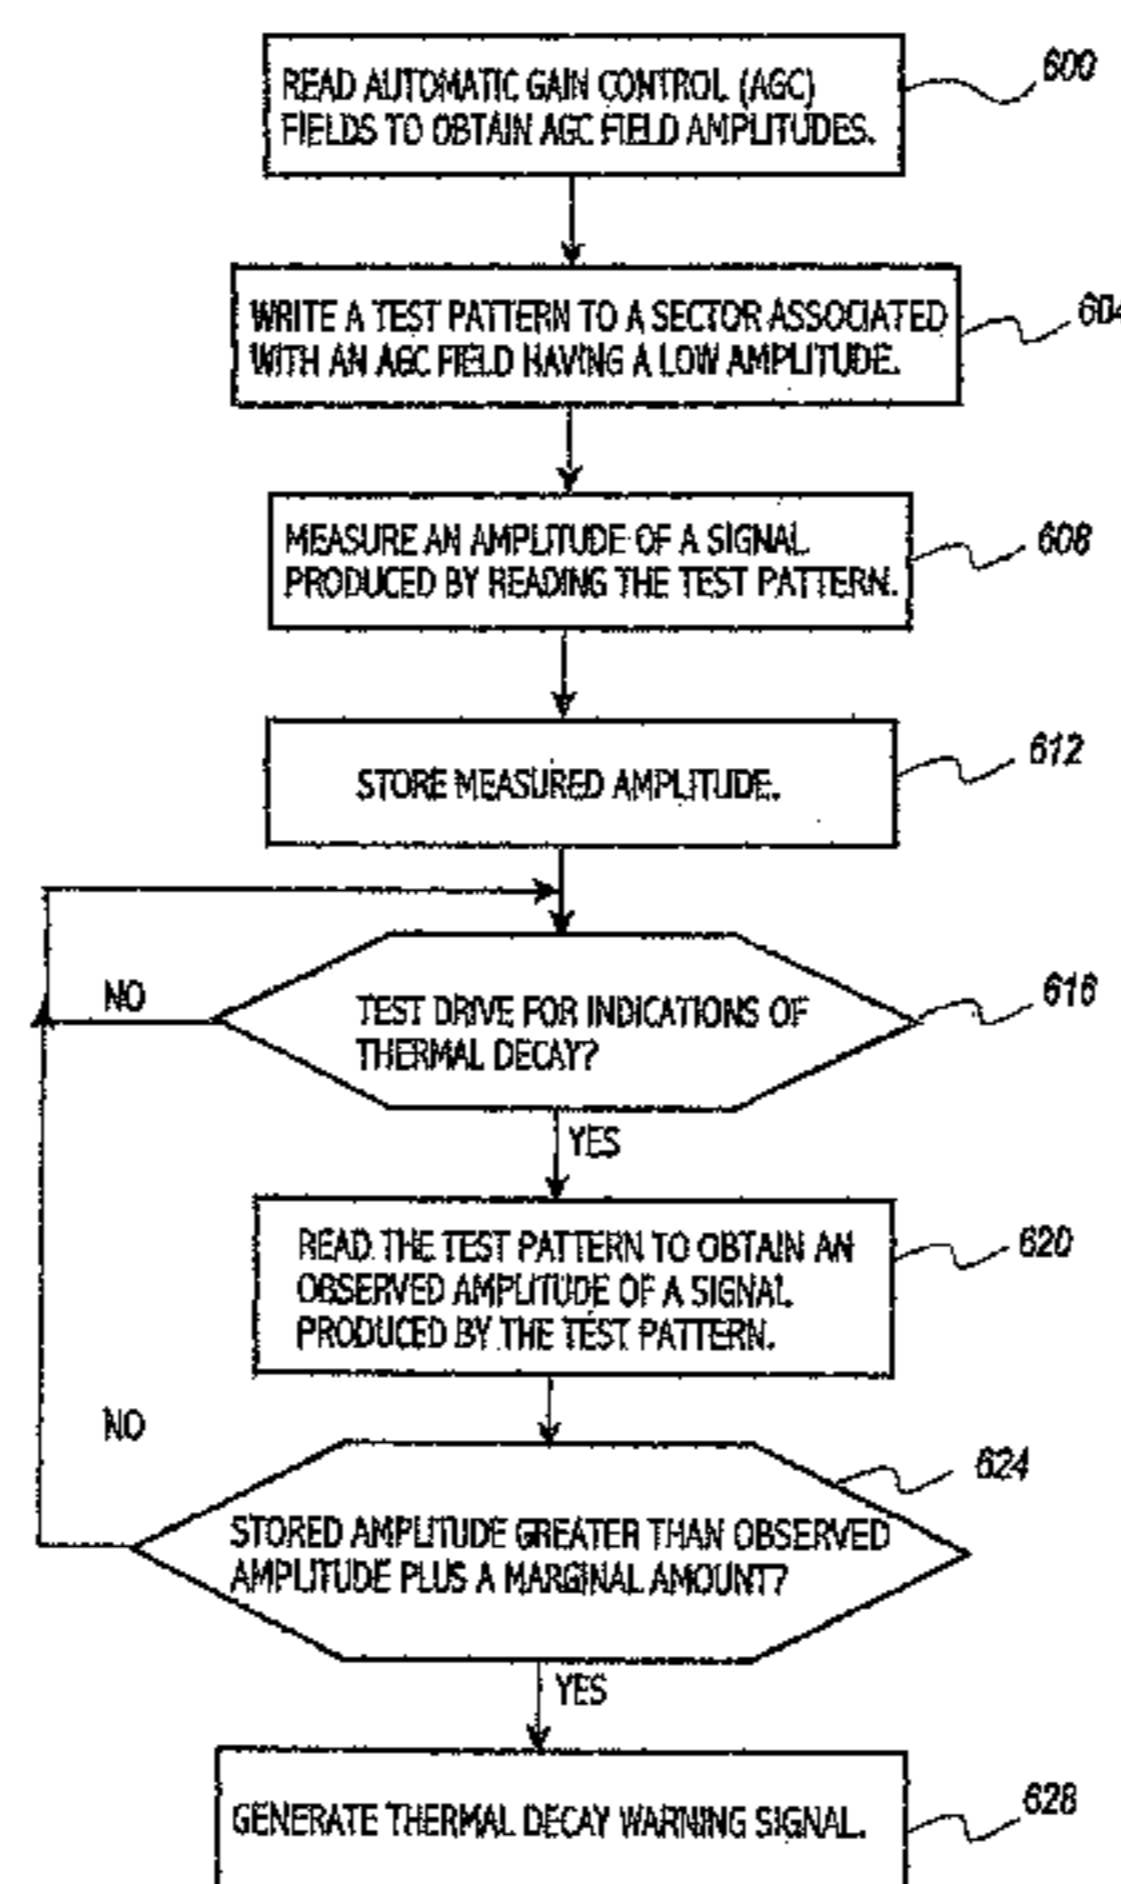 READ AUTOMATIC GAIN CONTROL (AGC)
FIELDS TO OBTAIN AGC FIELD AMPLITUDES.
600
WRITE A TEST PATTERN TO A SECTOR ASSOCIATED
WITH AN AGC FIELD HAVING A LOW AMPLITUDE.
604
MEASURE AN AMPLITUDE OF A SIGNAL
PRODUCED BY READING THE TEST PATTERN.
608
STORE MEASURED AMPLITUDE.
612
NO
TEST DRIVE FOR INDICATIONS OF
THERMAL DECAY?
616
YES
READ THE TEST PATTERN TO OBTAIN AN
OBSERVED AMPLITUDE OF A SIGNAL
PRODUCED BY THE TEST PATTERN.
620
NO
STORED AMPLITUDE GREATER THAN OBSERVED
AMPLITUDE PLUS A MARGINAL AMOUNT?
624
YES
GENERATE THERMAL DECAY WARNING SIGNAL.
628